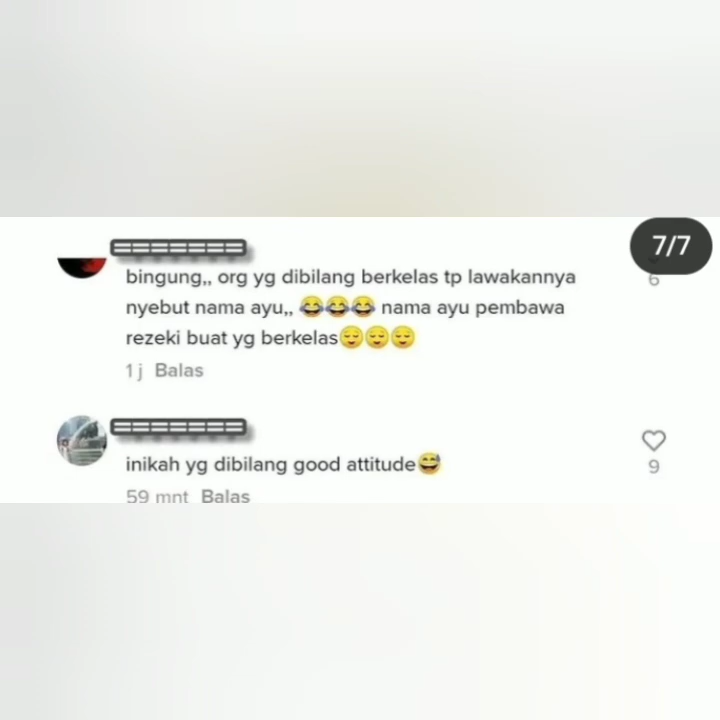 7/7
bingung,, org yg dibilang berkelas tp lawakannya
nyebut nama ayu,, 😂😂😂 nama ayu pembawa
rezeki buat yg berkelas😌😌😌
6
1 j Balas
inikah yg dibilang good attitude😅
9
59 mnt Balas